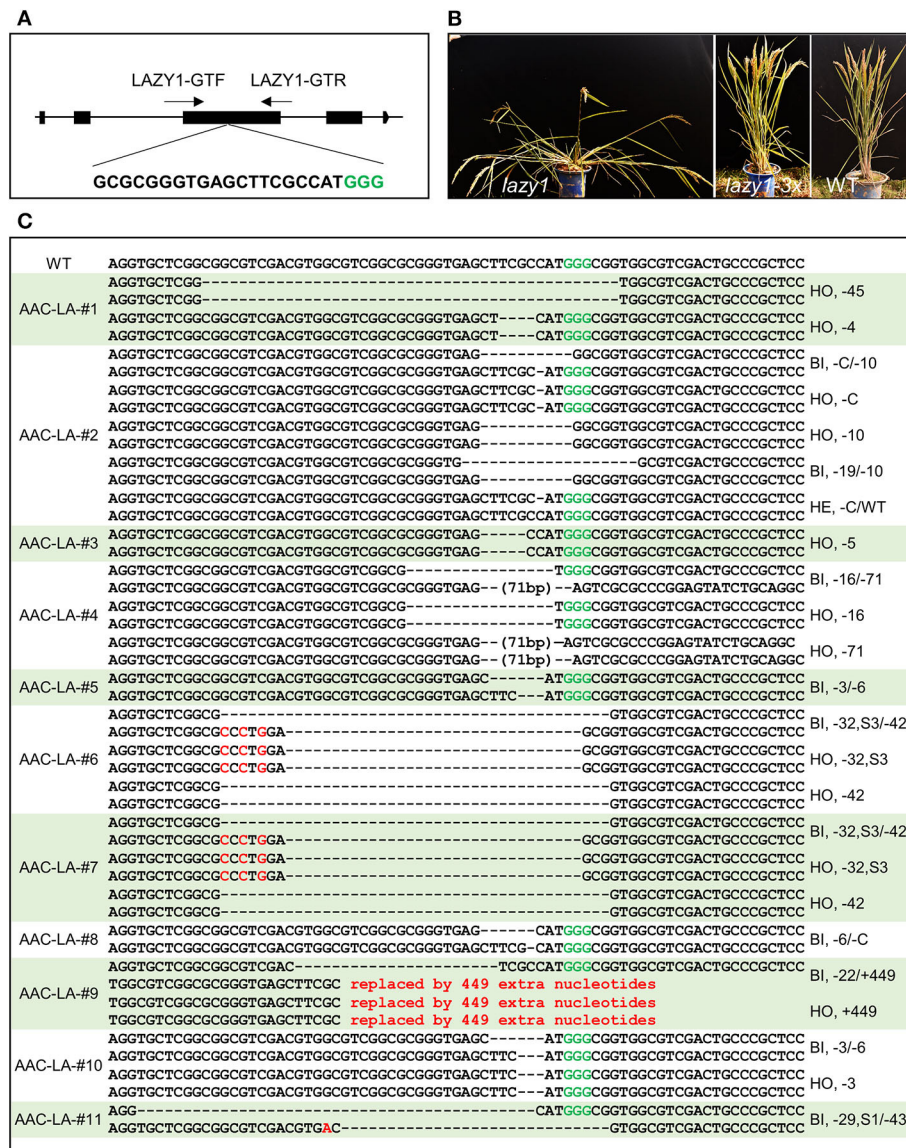 A
LAZY1-GTF LAZY1-GTR
GCGCGGGTGAGCTTCGCCATGGG
B
lazy1 lazy1-3x WT
C
WT AGGTGCTCGGCGGCGTCGACGTGGCGTCGGCGCGGGTGAGCTTCGCCATGGGCGGTGGCGTCGACTGCCCGCTCC
AAC-LA-#1
AGGTGCTCGG---------------------------------------------TGGCGTCGACTGCCCGCTCC
AGGTGCTCGG---------------------------------------------TGGCGTCGACTGCCCGCTCC
HO, -45
AGGTGCTCGGCGGCGTCGACGTGGCGTCGGCGCGGGTGAGCT----CATGGGCGGTGGCGTCGACTGCCCGCTCC
AGGTGCTCGGCGGCGTCGACGTGGCGTCGGCGCGGGTGAGCT----CATGGGCGGTGGCGTCGACTGCCCGCTCC
HO, -4
AAC-LA-#2
AGGTGCTCGGCGGCGTCGACGTGGCGTCGGCGCGGGTGAG----------GGCGGTGGCGTCGACTGCCCGCTCC
AGGTGCTCGGCGGCGTCGACGTGGCGTCGGCGCGGGTGAGCTTCGC-ATGGGCGGTGGCGTCGACTGCCCGCTCC
BI, -C/-10
AGGTGCTCGGCGGCGTCGACGTGGCGTCGGCGCGGGTGAGCTTCGC-ATGGGCGGTGGCGTCGACTGCCCGCTCC
AGGTGCTCGGCGGCGTCGACGTGGCGTCGGCGCGGGTGAGCTTCGC-ATGGGCGGTGGCGTCGACTGCCCGCTCC
HO, -C
AGGTGCTCGGCGGCGTCGACGTGGCGTCGGCGCGGGTGAG----------GGCGGTGGCGTCGACTGCCCGCTCC
AGGTGCTCGGCGGCGTCGACGTGGCGTCGGCGCGGGTGAG----------GGCGGTGGCGTCGACTGCCCGCTCC
HO, -10
AGGTGCTCGGCGGCGTCGACGTGGCGTCGGCGCGGGTG-------------------GCGTCGACTGCCCGCTCC
AGGTGCTCGGCGGCGTCGACGTGGCGTCGGCGCGGGTGAG----------GGCGGTGGCGTCGACTGCCCGCTCC
BI, -19/-10
AGGTGCTCGGCGGCGTCGACGTGGCGTCGGCGCGGGTGAGCTTCGC-ATGGGCGGTGGCGTCGACTGCCCGCTCC
AGGTGCTCGGCGGCGTCGACGTGGCGTCGGCGCGGGTGAGCTTCGCCATGGGCGGTGGCGTCGACTGCCCGCTCC
HE, -C/WT
AAC-LA-#3
AGGTGCTCGGCGGCGTCGACGTGGCGTCGGCGCGGGTGAG-----CCATGGGCGGTGGCGTCGACTGCCCGCTCC
AGGTGCTCGGCGGCGTCGACGTGGCGTCGGCGCGGGTGAG-----CCATGGGCGGTGGCGTCGACTGCCCGCTCC
HO, -5
AAC-LA-#4
AGGTGCTCGGCGGCGTCGACGTGGCGTCGGCG----------------TGGGCGGTGGCGTCGACTGCCCGCTCC
AGGTGCTCGGCGGCGTCGACGTGGCGTCGGCGCGGGTGAG--(71bp)--AGTCGCGCCCGGAGTATCTGCAGGC
BI, -16/-71
AGGTGCTCGGCGGCGTCGACGTGGCGTCGGCG----------------TGGGCGGTGGCGTCGACTGCCCGCTCC
AGGTGCTCGGCGGCGTCGACGTGGCGTCGGCG----------------TGGGCGGTGGCGTCGACTGCCCGCTCC
HO, -16
AGGTGCTCGGCGGCGTCGACGTGGCGTCGGCGCGGGTGAG--(71bp)--AGTCGCGCCCGGAGTATCTGCAGGC
AGGTGCTCGGCGGCGTCGACGTGGCGTCGGCGCGGGTGAG--(71bp)--AGTCGCGCCCGGAGTATCTGCAGGC
HO, -71
AAC-LA-#5
AGGTGCTCGGCGGCGTCGACGTGGCGTCGGCGCGGGTGAGC------ATGGGCGGTGGCGTCGACTGCCCGCTCC
AGGTGCTCGGCGGCGTCGACGTGGCGTCGGCGCGGGTGAGCTTC---ATGGGCGGTGGCGTCGACTGCCCGCTCC
BI, -3/-6
AAC-LA-#6
AGGTGCTCGGCG------------------------------------------GTGGCGTCGACTGCCCGCTCC
AGGTGCTCGGCGCCCTGGA--------------------------------GCGGTGGCGTCGACTGCCCGCTCC
BI, -32,S3/-42
AGGTGCTCGGCGCCCTGGA--------------------------------GCGGTGGCGTCGACTGCCCGCTCC
AGGTGCTCGGCGCCCTGGA--------------------------------GCGGTGGCGTCGACTGCCCGCTCC
HO, -32,S3
AGGTGCTCGGCG------------------------------------------GTGGCGTCGACTGCCCGCTCC
AGGTGCTCGGCG------------------------------------------GTGGCGTCGACTGCCCGCTCC
HO, -42
AAC-LA-#7
AGGTGCTCGGCG------------------------------------------GTGGCGTCGACTGCCCGCTCC
AGGTGCTCGGCGCCCTGGA--------------------------------GCGGTGGCGTCGACTGCCCGCTCC
BI, -32,S3/-42
AGGTGCTCGGCGCCCTGGA--------------------------------GCGGTGGCGTCGACTGCCCGCTCC
AGGTGCTCGGCGCCCTGGA--------------------------------GCGGTGGCGTCGACTGCCCGCTCC
HO, -32,S3
AGGTGCTCGGCG------------------------------------------GTGGCGTCGACTGCCCGCTCC
AGGTGCTCGGCG------------------------------------------GTGGCGTCGACTGCCCGCTCC
HO, -42
AAC-LA-#8
AGGTGCTCGGCGGCGTCGACGTGGCGTCGGCGCGGGTGAG------CATGGGCGGTGGCGTCGACTGCCCGCTCC
AGGTGCTCGGCGGCGTCGACGTGGCGTCGGCGCGGGTGAGCTTCG-CATGGGCGGTGGCGTCGACTGCCCGCTCC
BI, -6/-C
AAC-LA-#9
AGGTGCTCGGCGGCGTCGAC----------------------TCGCCATGGGCGGTGGCGTCGACTGCCCGCTCC
TGGCGTCGGCGCGGGTGAGCTTCGC replaced by 449 extra nucleotides
BI, -22/+449
TGGCGTCGGCGCGGGTGAGCTTCGC replaced by 449 extra nucleotides
TGGCGTCGGCGCGGGTGAGCTTCGC replaced by 449 extra nucleotides
HO, +449
AAC-LA-#10
AGGTGCTCGGCGGCGTCGACGTGGCGTCGGCGCGGGTGAGC------ATGGGCGGTGGCGTCGACTGCCCGCTCC
AGGTGCTCGGCGGCGTCGACGTGGCGTCGGCGCGGGTGAGCTTC---ATGGGCGGTGGCGTCGACTGCCCGCTCC
BI, -3/-6
AGGTGCTCGGCGGCGTCGACGTGGCGTCGGCGCGGGTGAGCTTC---ATGGGCGGTGGCGTCGACTGCCCGCTCC
AGGTGCTCGGCGGCGTCGACGTGGCGTCGGCGCGGGTGAGCTTC---ATGGGCGGTGGCGTCGACTGCCCGCTCC
HO, -3
AAC-LA-#11
AGG-------------------------------------------CATGGGCGGTGGCGTCGACTGCCCGCTCC
AGGTGCTCGGCGGCGTCGACGTGAC-----------------------------GTGGCGTCGACTGCCCGCTCC
BI, -29,S1/-43